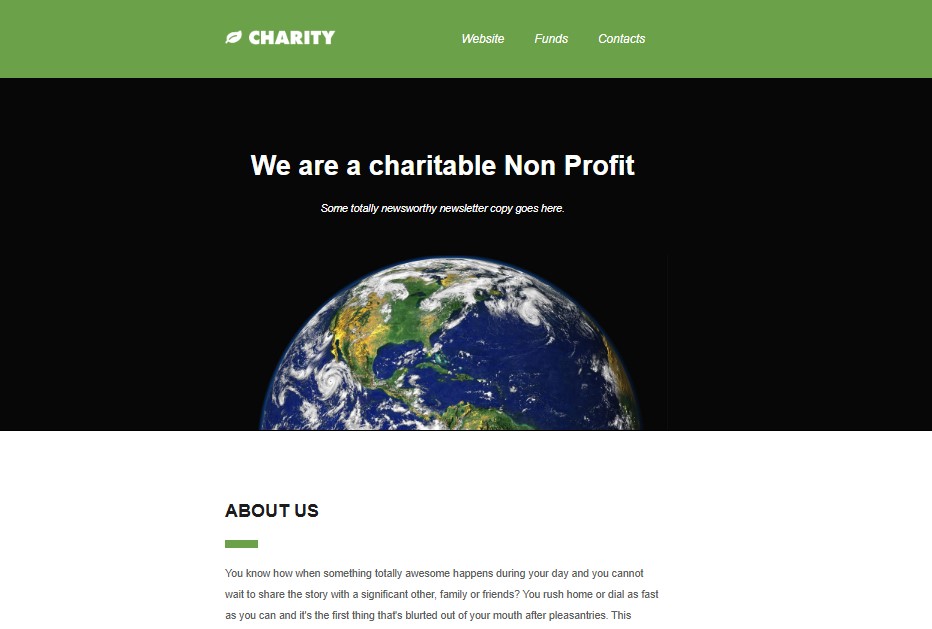 CHARITY
Website Funds Contacts
We are a charitable Non Profit
Some totally newsworthy newsletter copy goes here.
ABOUT US
You know how when something totally awesome happens during your day and you cannot
wait to share the story with a significant other, family or friends? You rush home or dial as fast
as you can and it's the first thing that's blurted out of your mouth after pleasantries. This